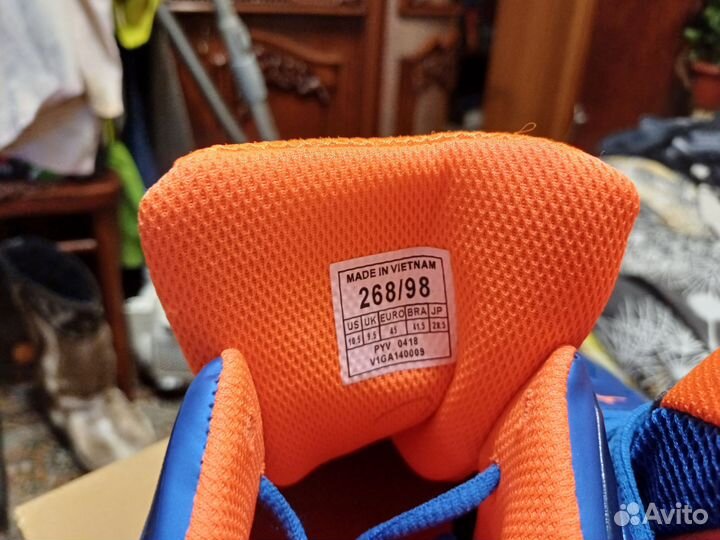 MADE IN VIETNAM
268/98
US UK EURO BRA JP
10.5 9.5 45 41.5 28.5
PYV 0418
V1GA140009
Avito